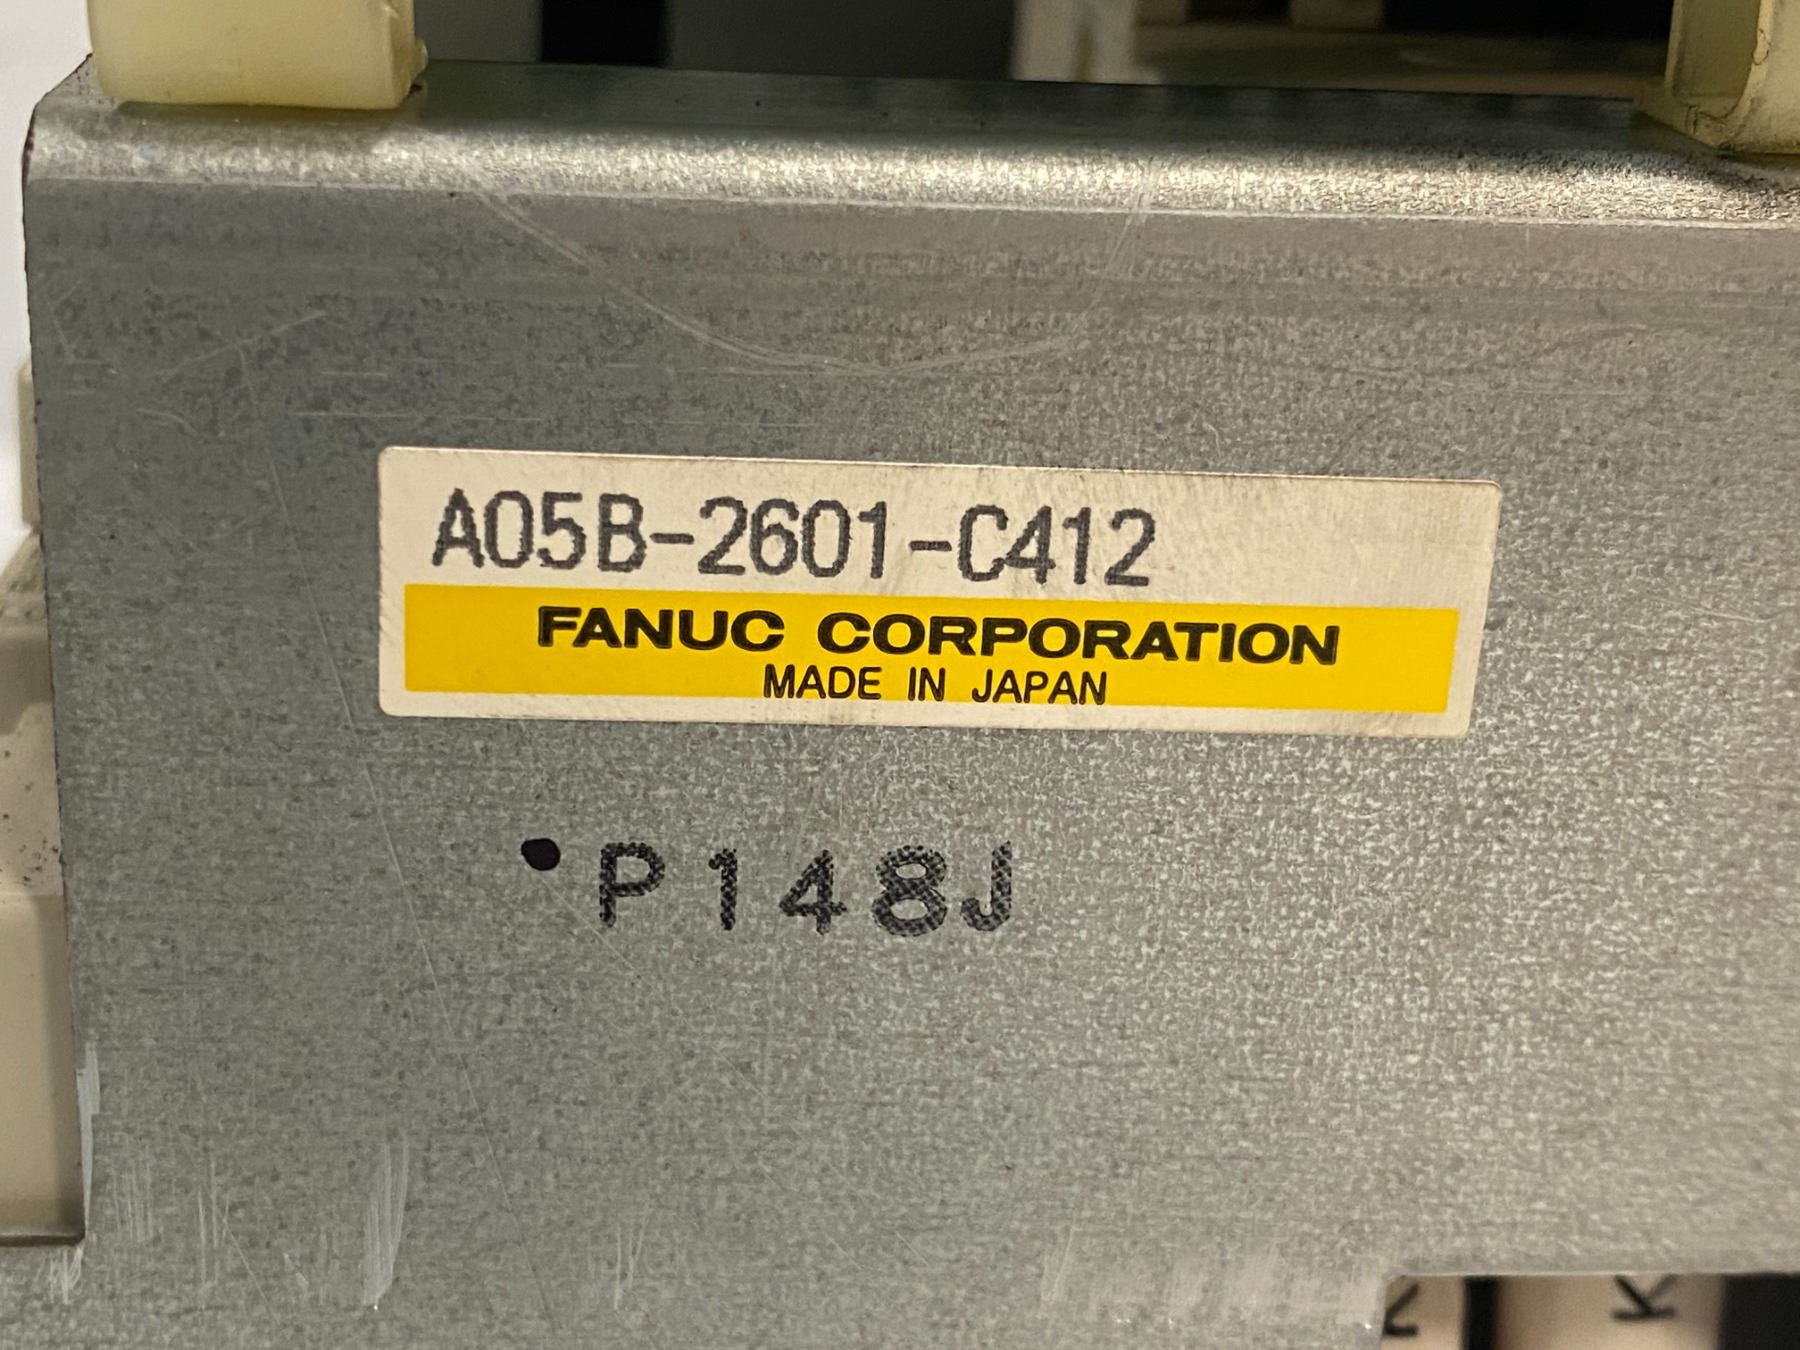 A05B-2601-C412
FANUC CORPORATION
MADE IN JAPAN
P148J
K
K